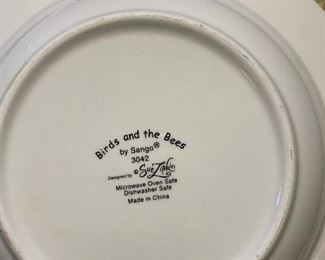 Birds and the Bees
by Sango®
3042
Designed by © Sue Zipkin
Microwave Oven Safe
Dishwasher Safe
Made in China